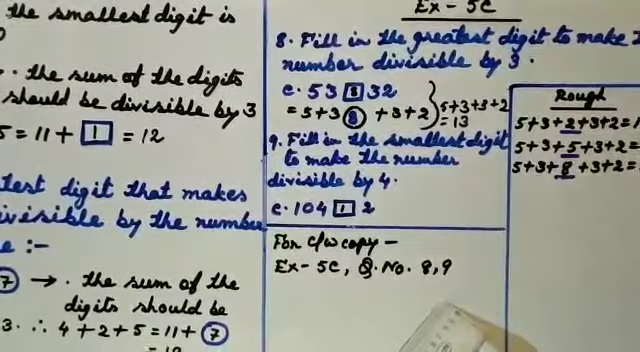 the smallest digit is
the sum of the digits
should be divisible by 3
5 = 11 + 1 = 12
test digit that makes
divisible by the number
e :-
7 → . the sum of the
digits should be
3. ∴ 4 + 2 + 5 = 11 + 7
Ex - 5C
8. Fill in the greatest digit to make
number divisible by 3.
c. 53 8 32
= 5 + 3 8 + 3 + 2 } 5+3+3+2
= 13
9. Fill in the smallest digit
to make the number
divisible by 4.
c. 104 1 2
For c/w copy -
Ex - 5C, Q. No. 8, 9
Rough
5+3+2+3+2=1
5+3+5+3+2=
5+3+8+3+2=